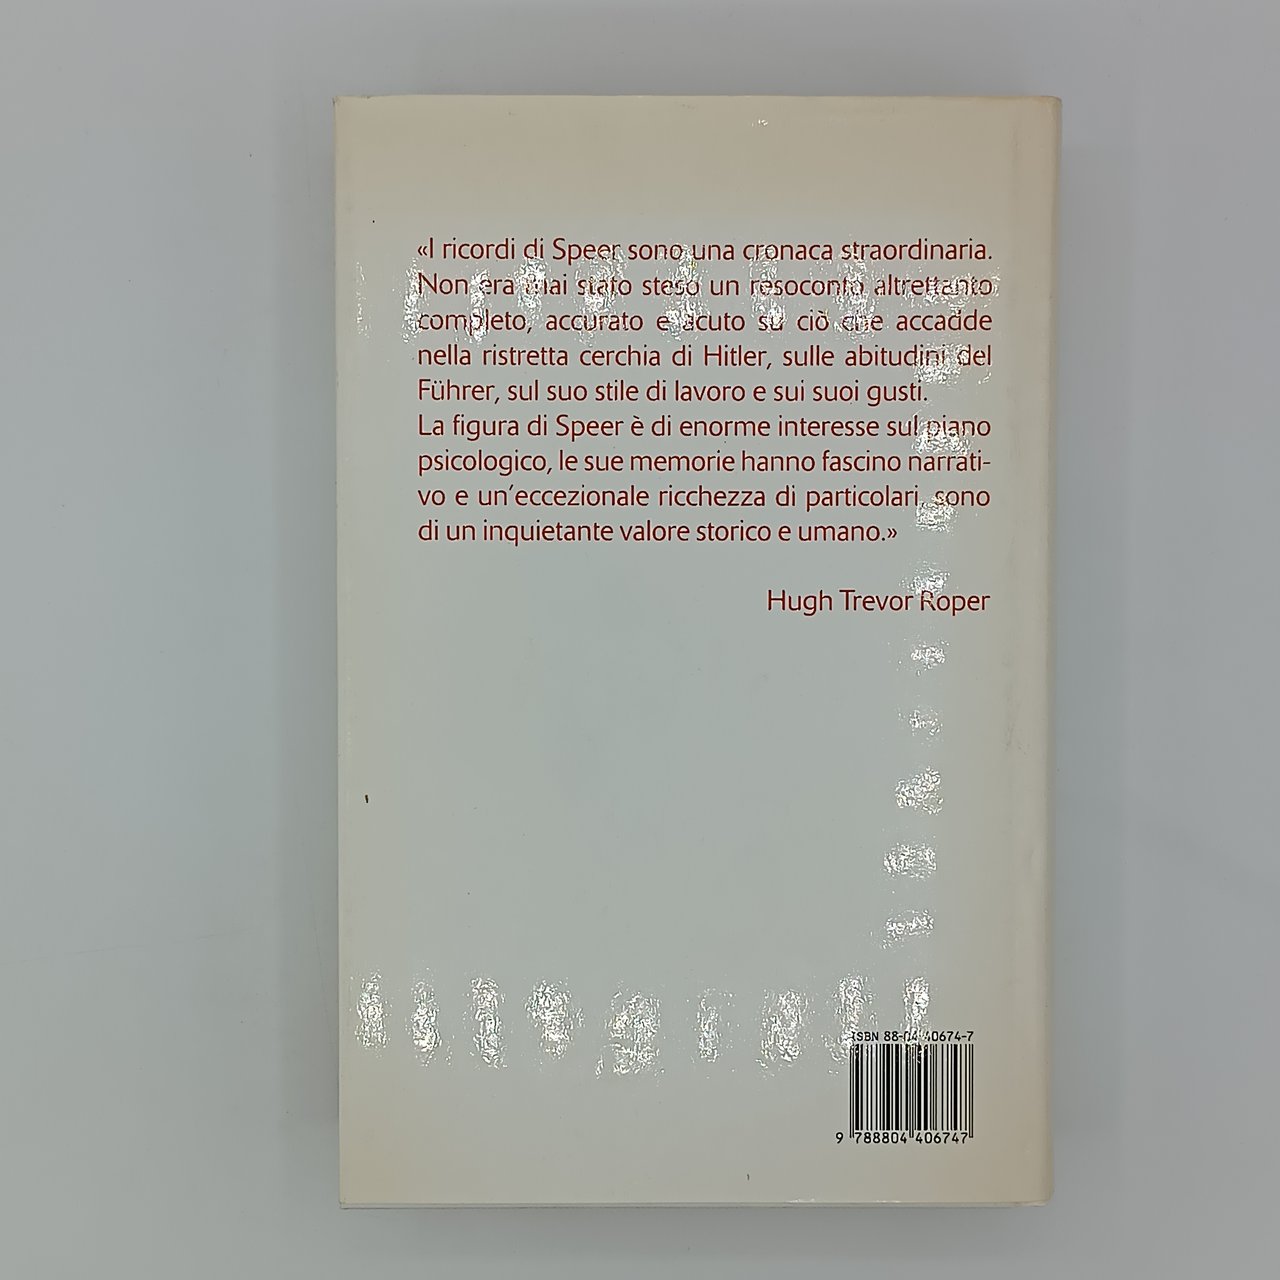 «I ricordi di Speer sono una cronaca straordinaria.
Non era mai stato steso un resoconto altrettanto
completo, accurato e acuto su ciò che accadde
nella ristretta cerchia di Hitler, sulle abitudini del
Führer, sul suo stile di lavoro e sui suoi gusti.
La figura di Speer è di enorme interesse sul piano
psicologico, le sue memorie hanno fascino narrati-
vo e un'eccezionale ricchezza di particolari, sono
di un inquietante valore storico e umano.»
Hugh Trevor Roper
ISBN 88-04-40674-7
9 788804 406747